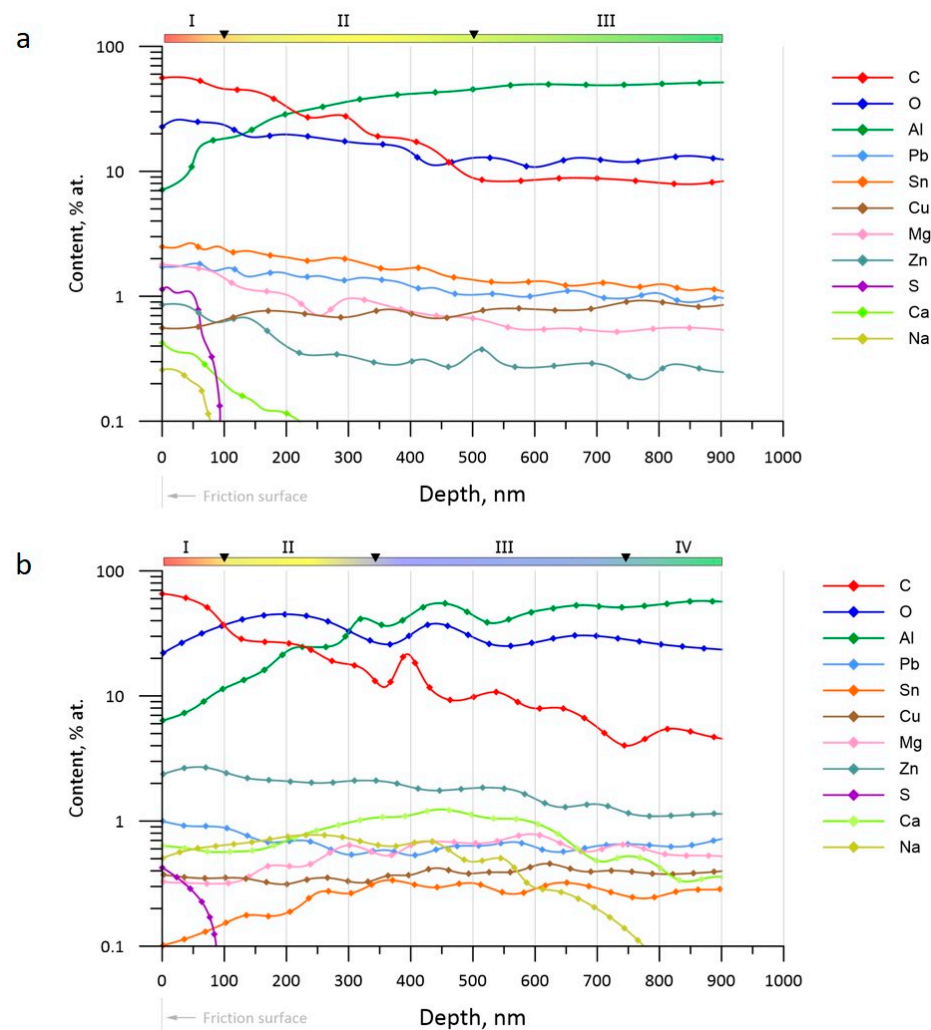 a
I II III
100
10
1
0.1
Content, % at.
0 100 200 300 400 500 600 700 800 900 1000
Friction surface
Depth, nm
C
O
Al
Pb
Sn
Cu
Mg
Zn
S
Ca
Na
b
I II III IV
100
10
1
0.1
Content, % at.
0 100 200 300 400 500 600 700 800 900 1000
Friction surface
Depth, nm
C
O
Al
Pb
Sn
Cu
Mg
Zn
S
Ca
Na